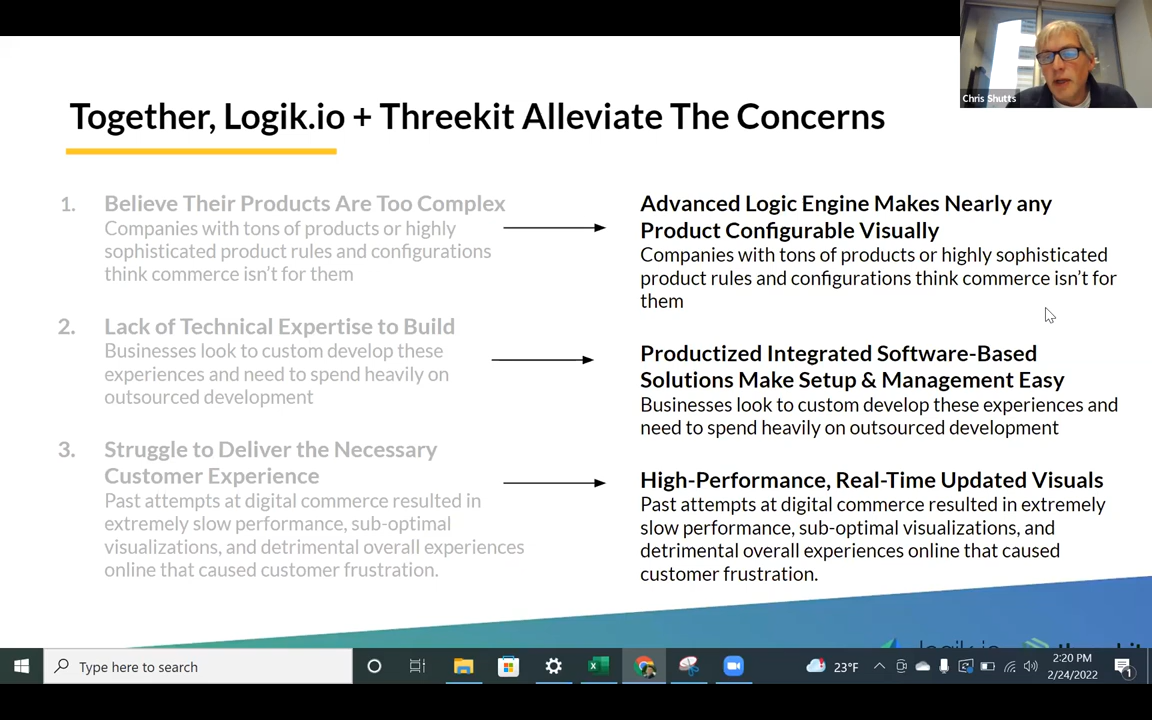 Chris Shutts
Together, Logik.io + Threekit Alleviate The Concerns
1. Believe Their Products Are Too Complex
Companies with tons of products or highly
sophisticated product rules and configurations
think commerce isn't for them
Advanced Logic Engine Makes Nearly any
Product Configurable Visually
Companies with tons of products or highly sophisticated
product rules and configurations think commerce isn't for
them
2. Lack of Technical Expertise to Build
Businesses look to custom develop these
experiences and need to spend heavily on
outsourced development
Productized Integrated Software-Based
Solutions Make Setup & Management Easy
Businesses look to custom develop these experiences and
need to spend heavily on outsourced development
3. Struggle to Deliver the Necessary
Customer Experience
Past attempts at digital commerce resulted in
extremely slow performance, sub-optimal
visualizations, and detrimental overall experiences
online that caused customer frustration.
High-Performance, Real-Time Updated Visuals
Past attempts at digital commerce resulted in extremely
slow performance, sub-optimal visualizations, and
detrimental overall experiences online that caused
customer frustration.
Type here to search
23°F
2:20 PM
2/24/2022
1